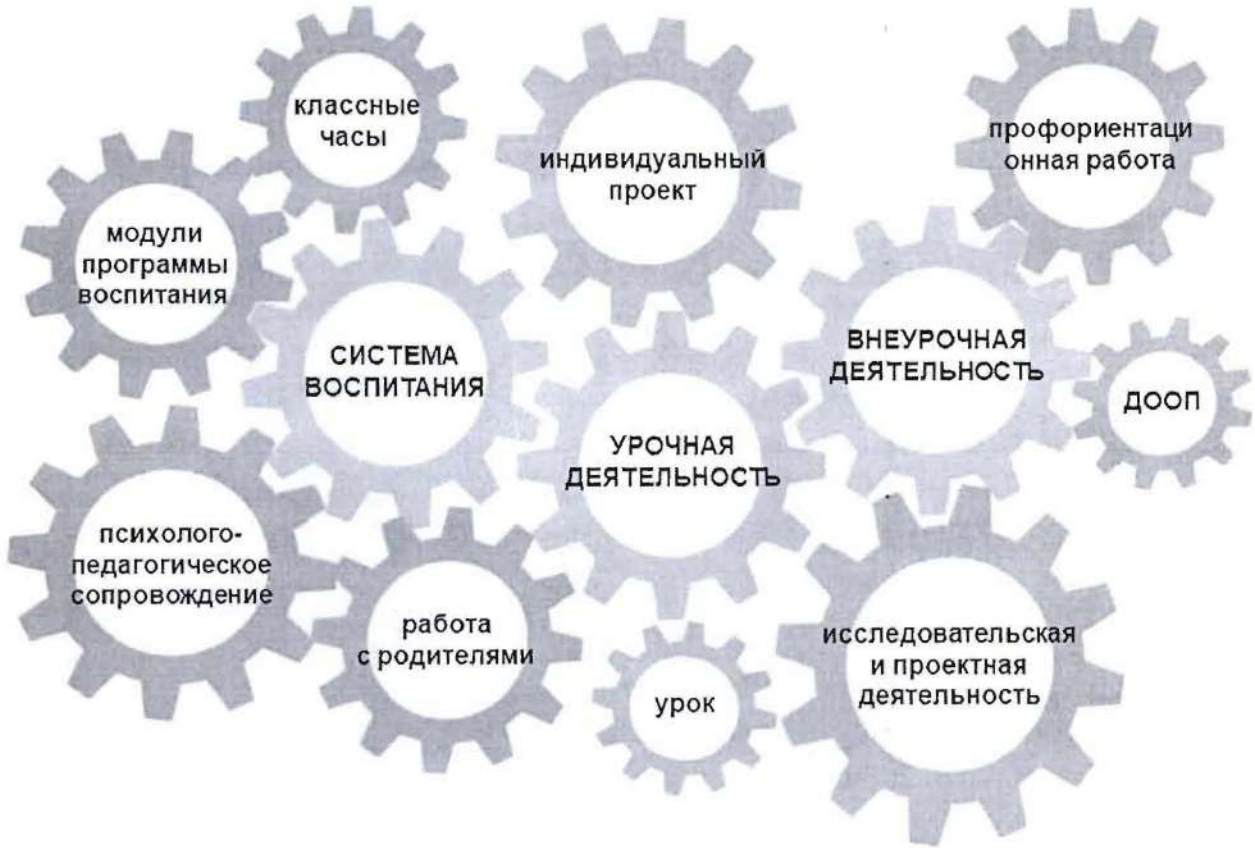 классные
часы
индивидуальный
проект
профориентаци
онная работа
модули
программы
воспитания
СИСТЕМА
ВОСПИТАНИЯ
ВНЕУРОЧНАЯ
ДЕЯТЕЛЬНОСТЬ
ДООП
УРОЧНАЯ
ДЕЯТЕЛЬНОСТЬ
психолого-
педагогическое
сопровождение
работа
с родителями
урок
исследовательская
и проектная
деятельность